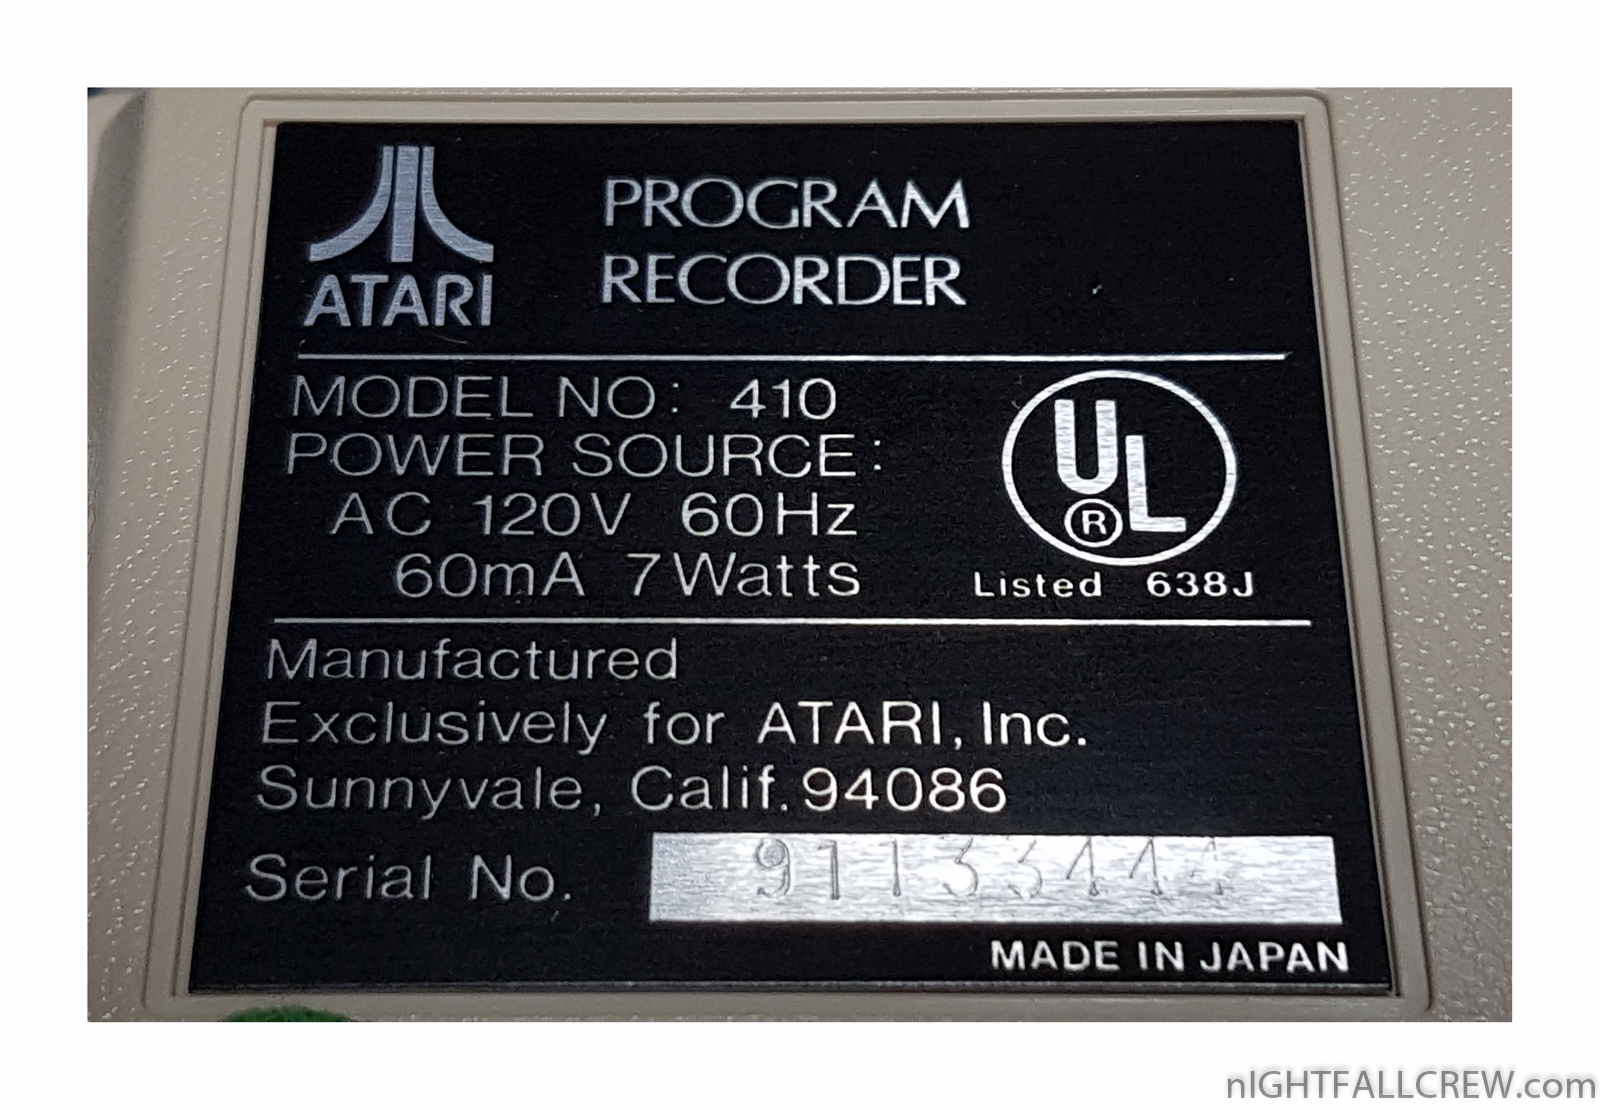 ATARI
PROGRAM
RECORDER
MODEL NO: 410
POWER SOURCE:
AC 120V 60Hz
60mA 7Watts
UL
®
Listed 638J
Manufactured
Exclusively for ATARI, Inc.
Sunnyvale, Calif. 94086
Serial No. 91133444
MADE IN JAPAN
nIGHTFALLCREW.com